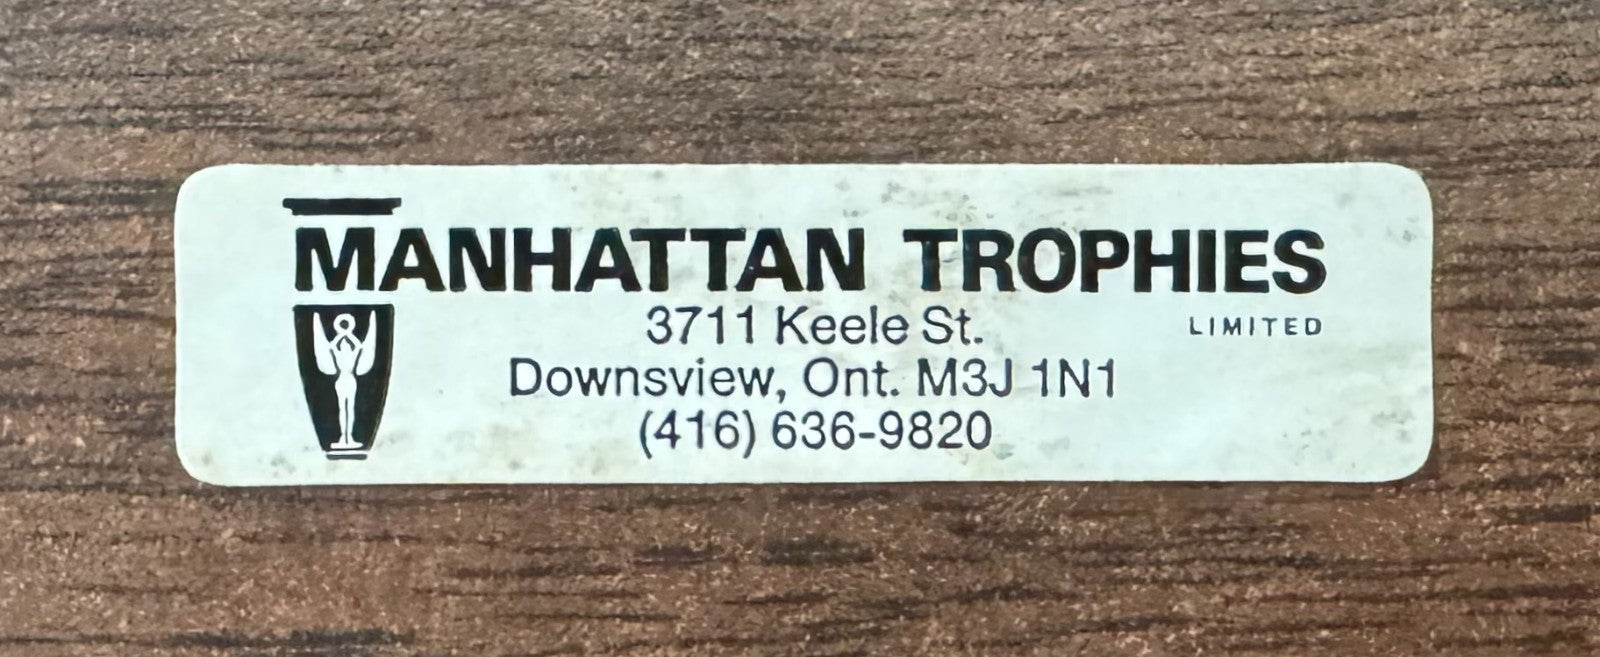 MANHATTAN TROPHIES
LIMITED
3711 Keele St.
Downsview, Ont. M3J 1N1
(416) 636-9820